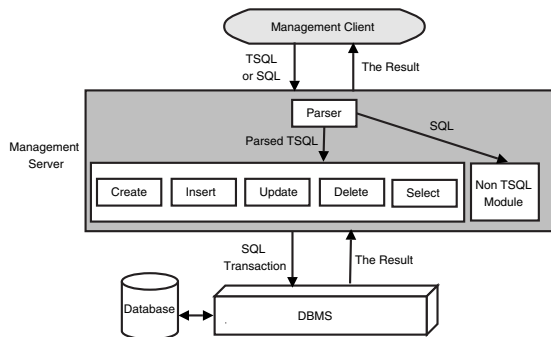 Management Client
TSQL
or SQL
The Result
Parser
SQL
Parsed TSQL
Management
Server
Create
Insert
Update
Delete
Select
Non TSQL
Module
SQL
Transaction
The Result
Database
DBMS